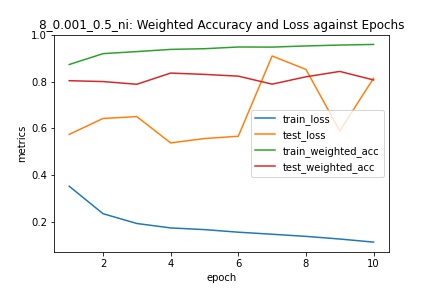 8_0.001_0.5_ni: Weighted Accuracy and Loss against Epochs
1.0
0.8
0.6
0.4
0.2
metrics
train_loss
test_loss
train_weighted_acc
test_weighted_acc
2
4
6
8
10
epoch